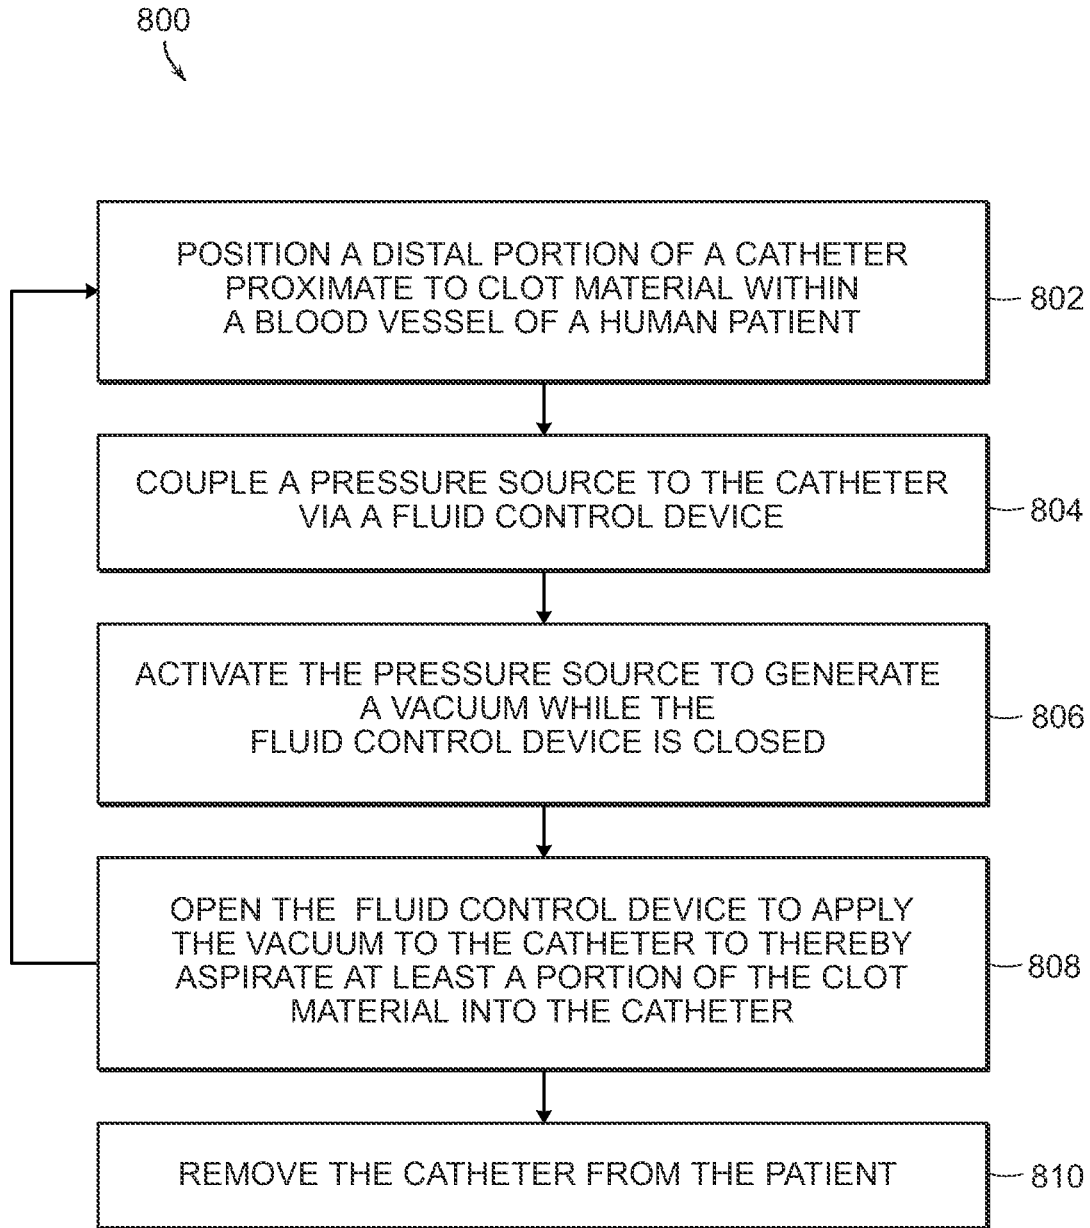 800
POSITION A DISTAL PORTION OF A CATHETER
PROXIMATE TO CLOT MATERIAL WITHIN
A BLOOD VESSEL OF A HUMAN PATIENT
802
COUPLE A PRESSURE SOURCE TO THE CATHETER
VIA A FLUID CONTROL DEVICE
804
ACTIVATE THE PRESSURE SOURCE TO GENERATE
A VACUUM WHILE THE
FLUID CONTROL DEVICE IS CLOSED
806
OPEN THE FLUID CONTROL DEVICE TO APPLY
THE VACUUM TO THE CATHETER TO THEREBY
ASPIRATE AT LEAST A PORTION OF THE CLOT
MATERIAL INTO THE CATHETER
808
REMOVE THE CATHETER FROM THE PATIENT
810